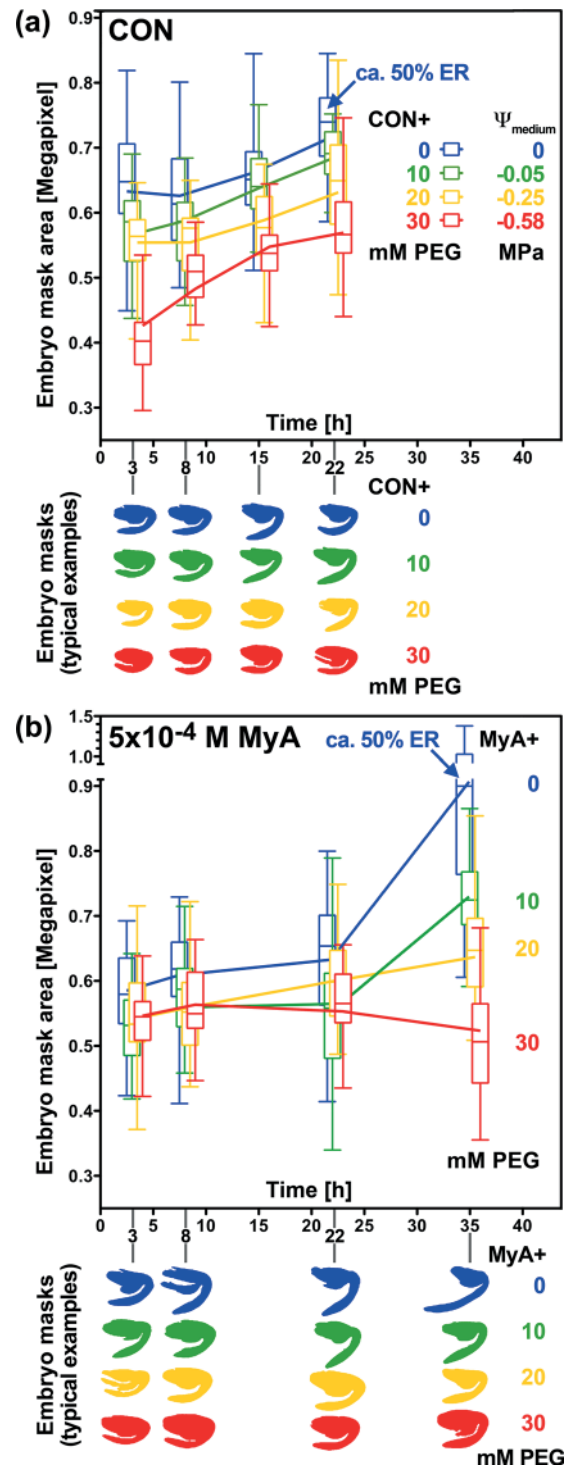 (a) CON
0.9
0.8
0.7
0.6
0.5
0.4
0.3
Embryo mask area [Megapixel]
ca. 50% ER
CON+ Ψmedium
0 0
10 -0.05
20 -0.25
30 -0.58
mM PEG MPa
Time [h]
0 5 10 15 20 25 30 35 40
3 8 22
CON+
Embryo masks
(typical examples)
0
10
20
30
mM PEG
(b) 5x10-4 M MyA
1.5
1.0
0.9
0.8
0.7
0.6
0.5
0.4
0.3
Embryo mask area [Megapixel]
ca. 50% ER
MyA+
0
10
20
30
mM PEG
Time [h]
0 5 10 15 20 25 30 35 40
3 8 22
MyA+
Embryo masks
(typical examples)
0
10
20
30
mM PEG